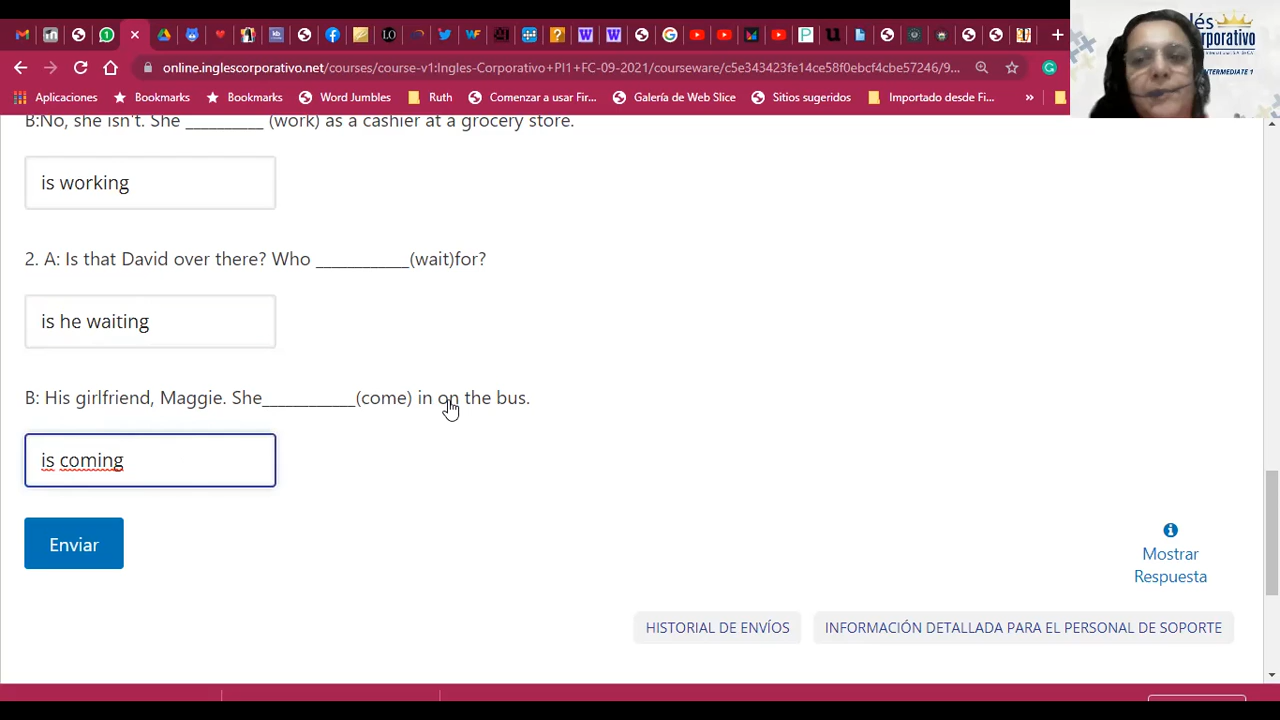 és
rporativo
INTERMEDIATE 1
online.inglescorporativo.net/courses/course-v1:Ingles-Corporativo+PI1+FC-09-2021/courseware/c5e343423fe14ce58f0ebcf4cbe57246/9...
Aplicaciones Bookmarks Bookmarks Word Jumbles Ruth Comenzar a usar Fir... Galería de Web Slice Sitios sugeridos Importado desde Fi... »
B:No, she isn't. She __________ (work) as a cashier at a grocery store.
is working
2. A: Is that David over there? Who ____________(wait)for?
is he waiting
B: His girlfriend, Maggie. She____________(come) in on the bus.
is coming
Enviar
Mostrar
Respuesta
HISTORIAL DE ENVÍOS INFORMACIÓN DETALLADA PARA EL PERSONAL DE SOPORTE